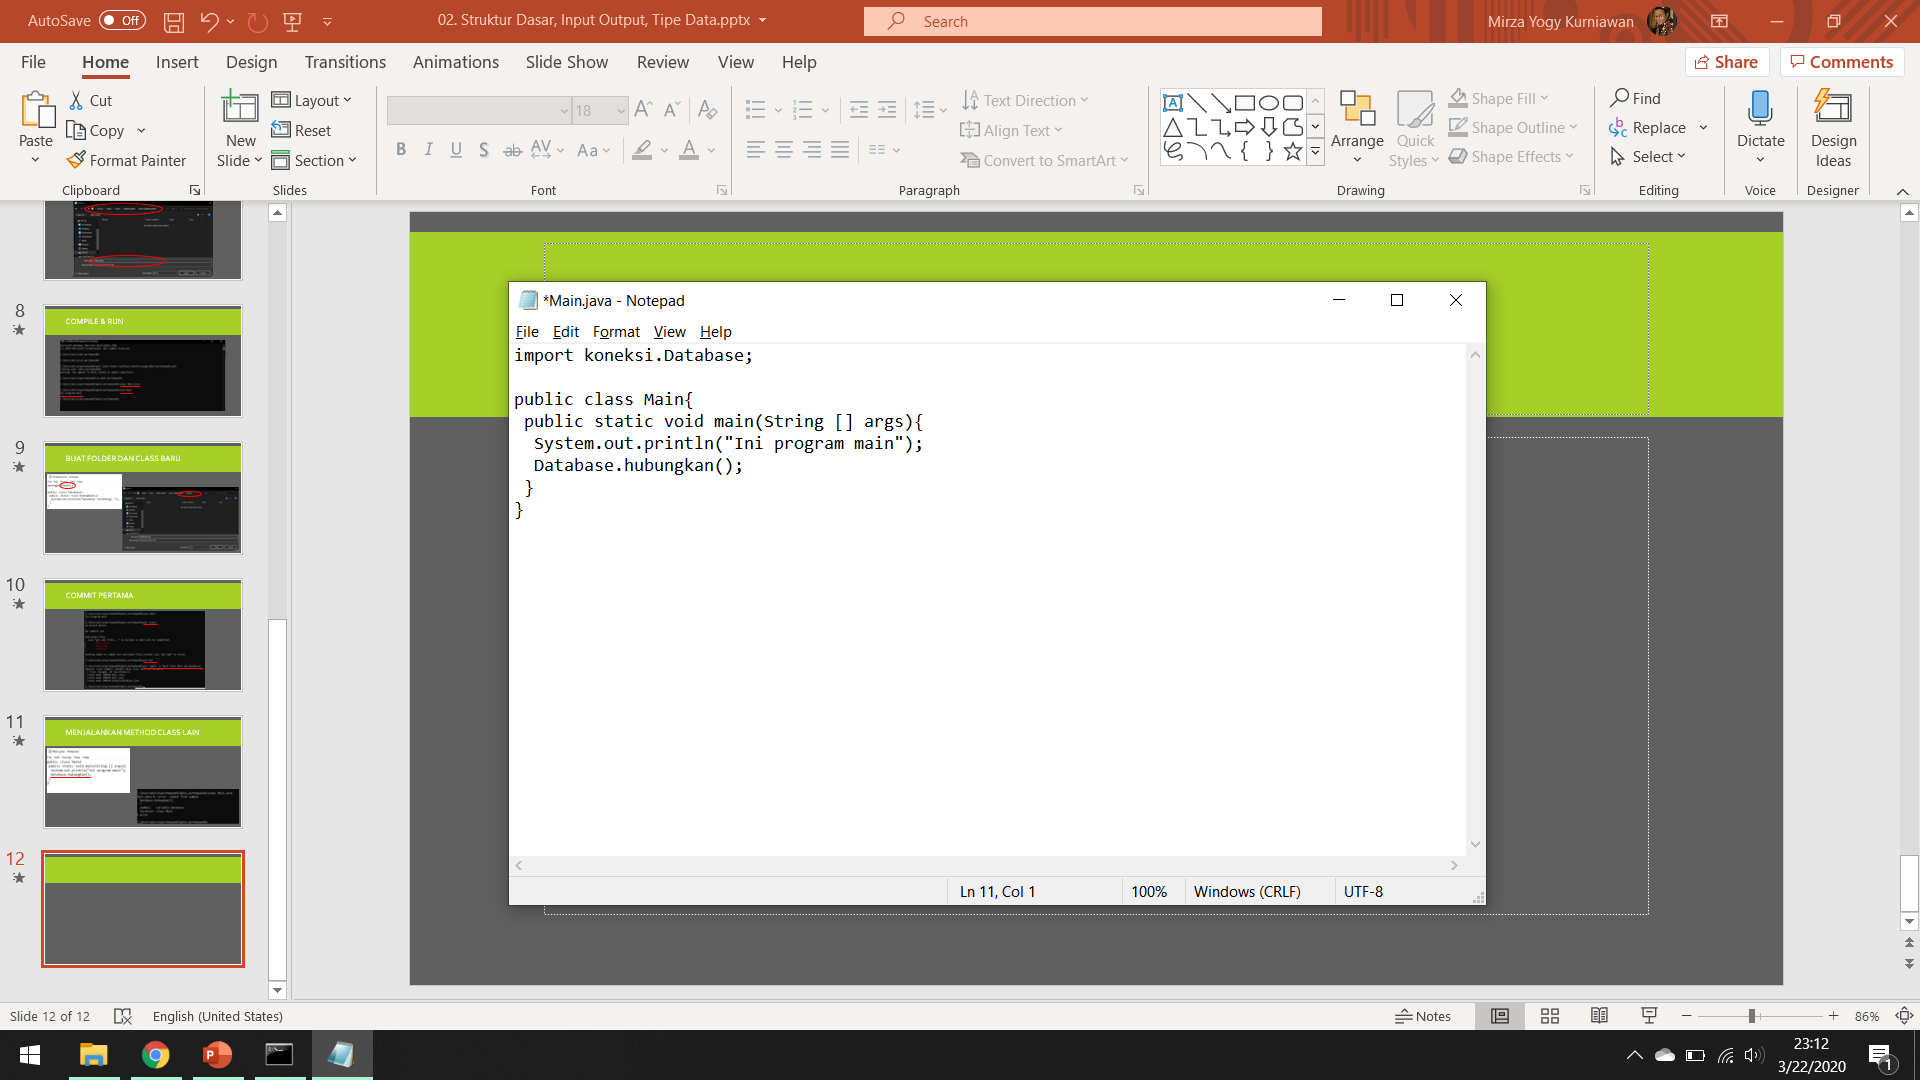 AutoSave Off
02. Struktur Dasar, Input Output, Tipe Data.pptx
Search
Mirza Yogy Kurniawan
File Home Insert Design Transitions Animations Slide Show Review View Help
Share Comments
Paste
Cut
Copy
Format Painter
Clipboard
New Slide
Layout
Reset
Section
Slides
18
B I U S ab AV Aa A
Font
Text Direction
Align Text
Convert to SmartArt
Paragraph
Arrange
Quick Styles
Shape Fill
Shape Outline
Shape Effects
Drawing
Find
Replace
Select
Editing
Dictate
Voice
Design Ideas
Designer
8
COMPILE & RUN
9
BUAT FOLDER DAN CLASS BARU
10
COMMIT PERTAMA
11
MENJALANKAN METHOD CLASS LAIN
12
*Main.java - Notepad
File Edit Format View Help
import koneksi.Database;
public class Main{
public static void main(String [] args){
System.out.println("Ini program main");
Database.hubungkan();
}
}
Ln 11, Col 1
100%
Windows (CRLF)
UTF-8
Slide 12 of 12
English (United States)
Notes
86%
23:12
3/22/2020
1